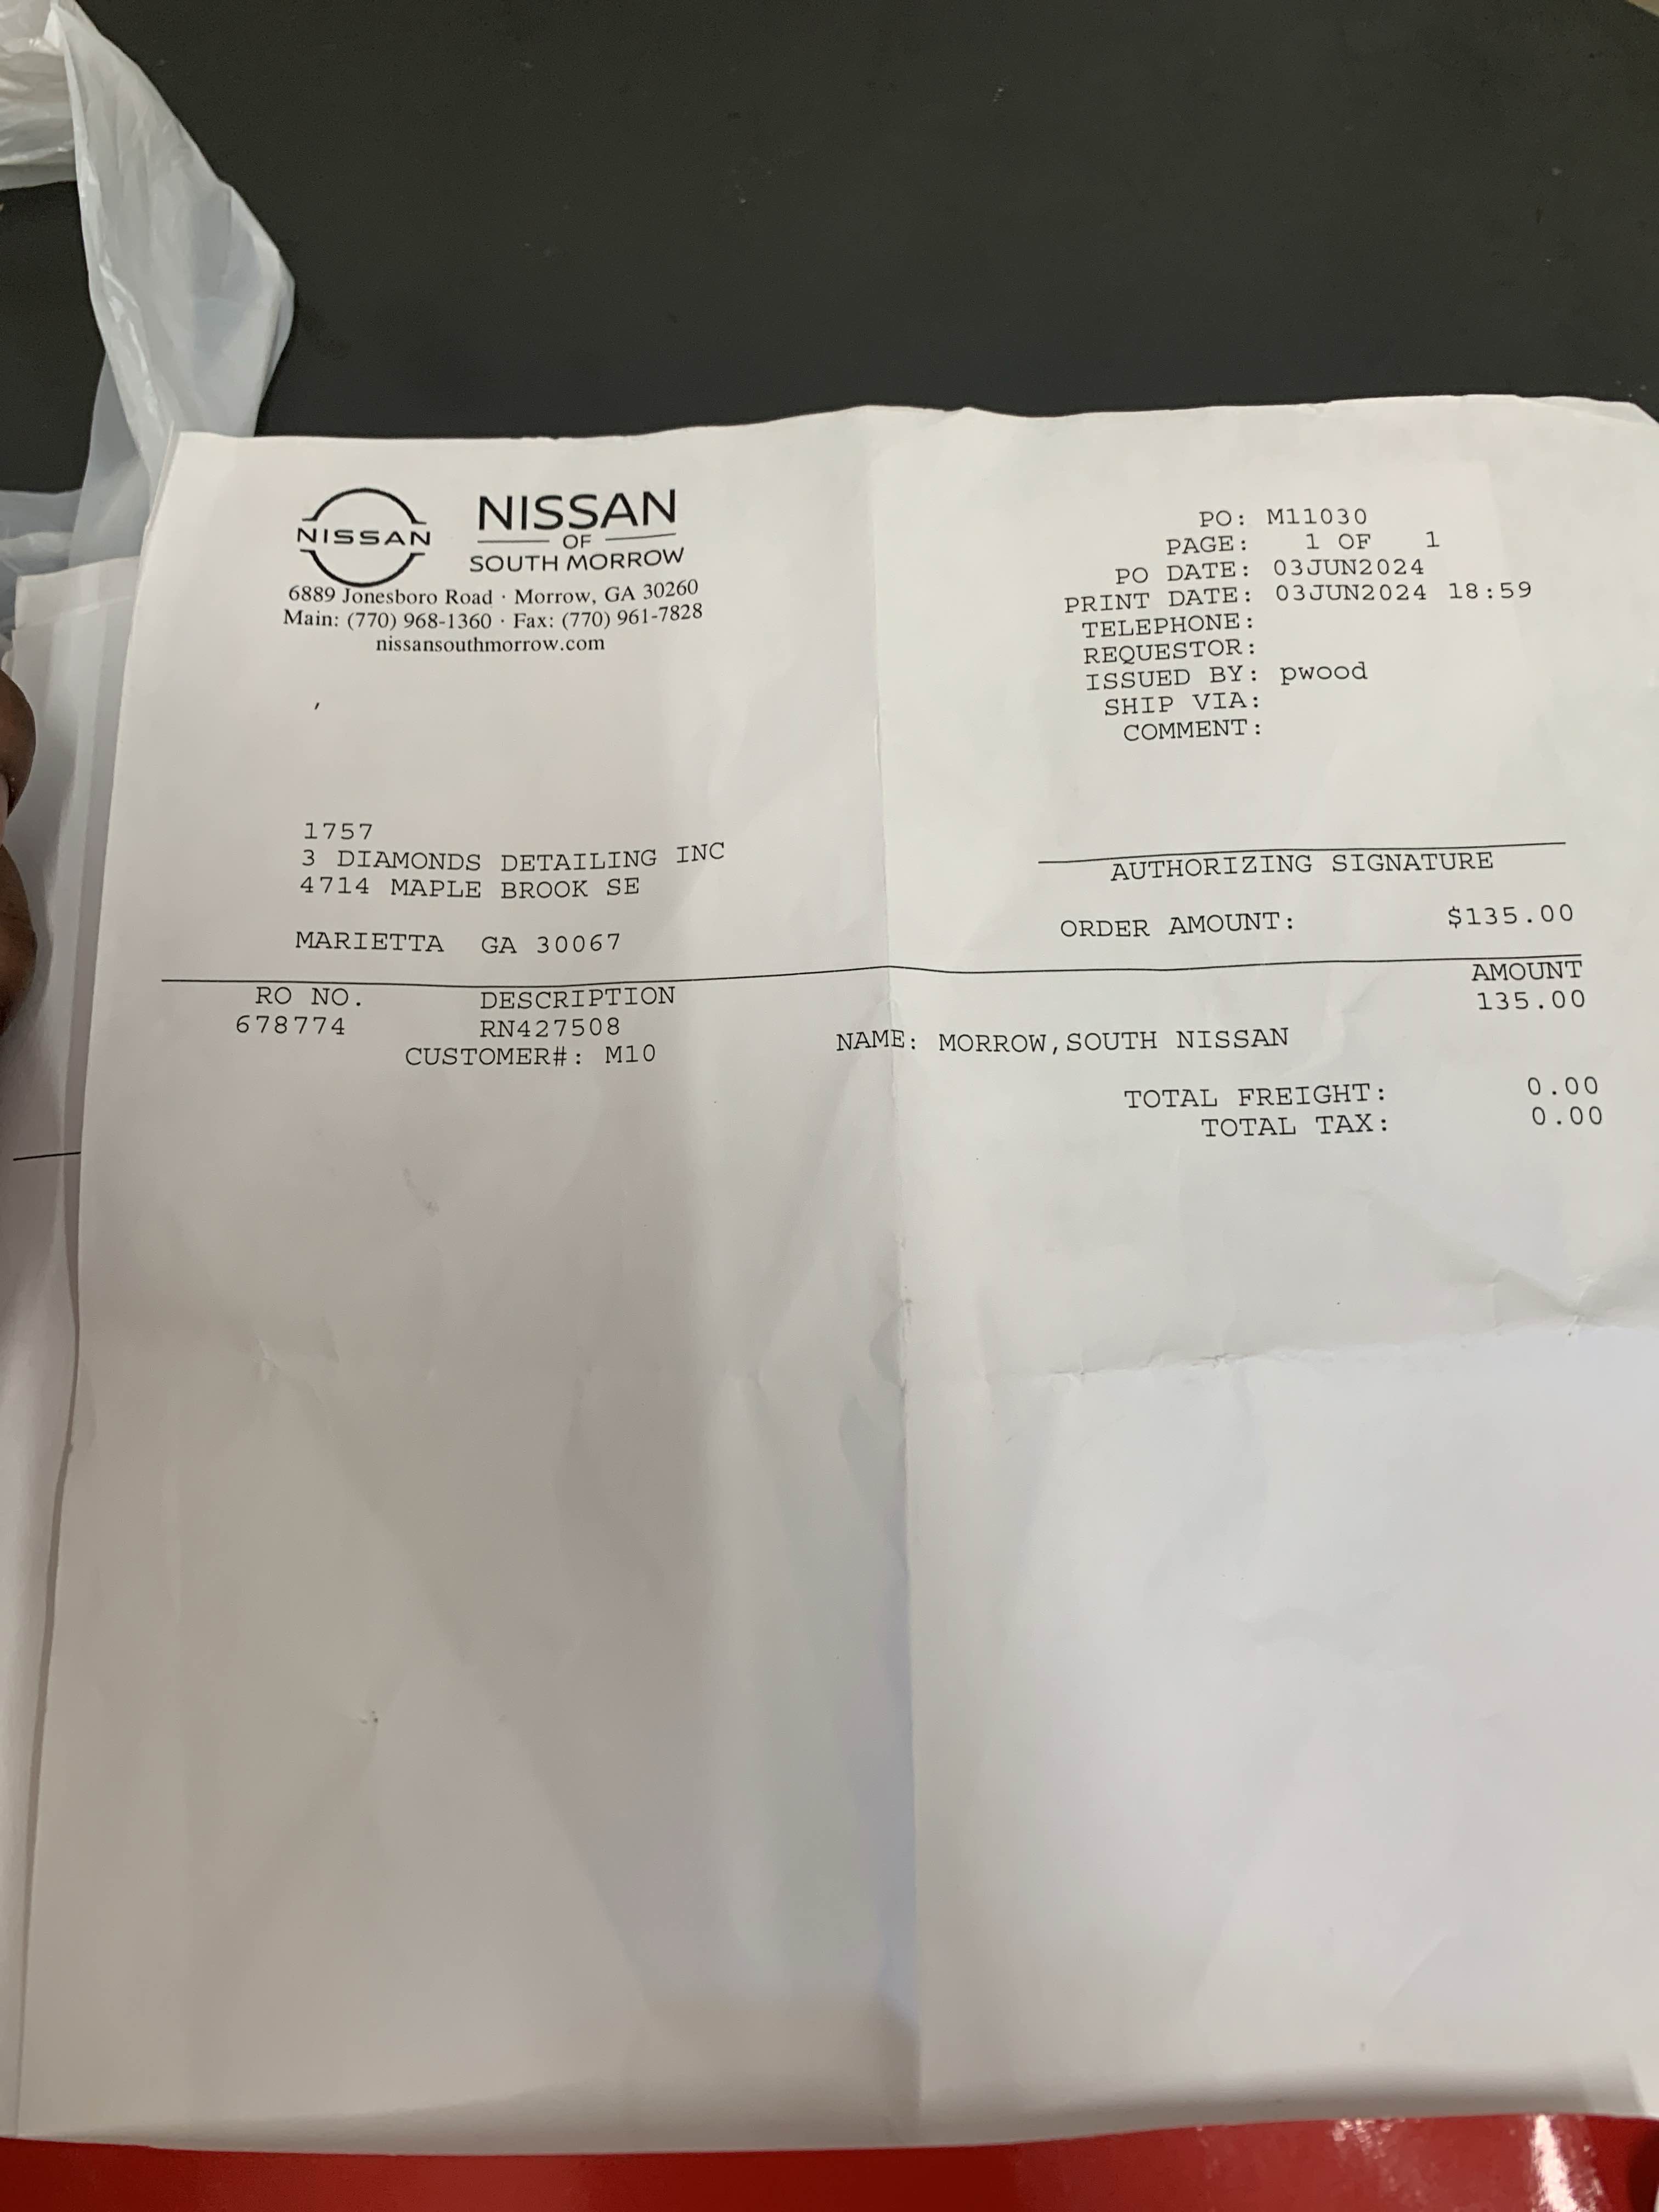 NISSAN
NISSAN
OF
SOUTH MORROW
6889 Jonesboro Road · Morrow, GA 30260
Main: (770) 968-1360 · Fax: (770) 961-7828
nissansouthmorrow.com
PO: M11030
PAGE: 1 OF 1
PO DATE: 03JUN2024
PRINT DATE: 03JUN2024 18:59
TELEPHONE:
REQUESTOR:
ISSUED BY: pwood
SHIP VIA:
COMMENT:
1757
3 DIAMONDS DETAILING INC
4714 MAPLE BROOK SE
MARIETTA GA 30067
AUTHORIZING SIGNATURE
ORDER AMOUNT: $135.00
RO NO. DESCRIPTION AMOUNT
678774 RN427508 135.00
CUSTOMER#: M10 NAME: MORROW,SOUTH NISSAN
TOTAL FREIGHT: 0.00
TOTAL TAX: 0.00